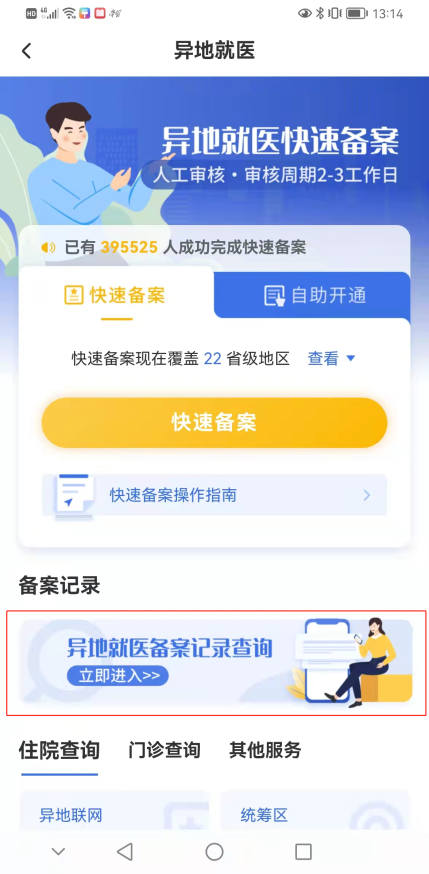 13:14
异地就医
异地就医快速备案
人工审核·审核周期2-3工作日
已有 395525 人成功完成快速备案
快速备案
自助开通
快速备案现在覆盖 22 省级地区 查看
快速备案
快速备案操作指南
备案记录
异地就医备案记录查询
立即进入>>
住院查询 门诊查询 其他服务
异地联网
统筹区